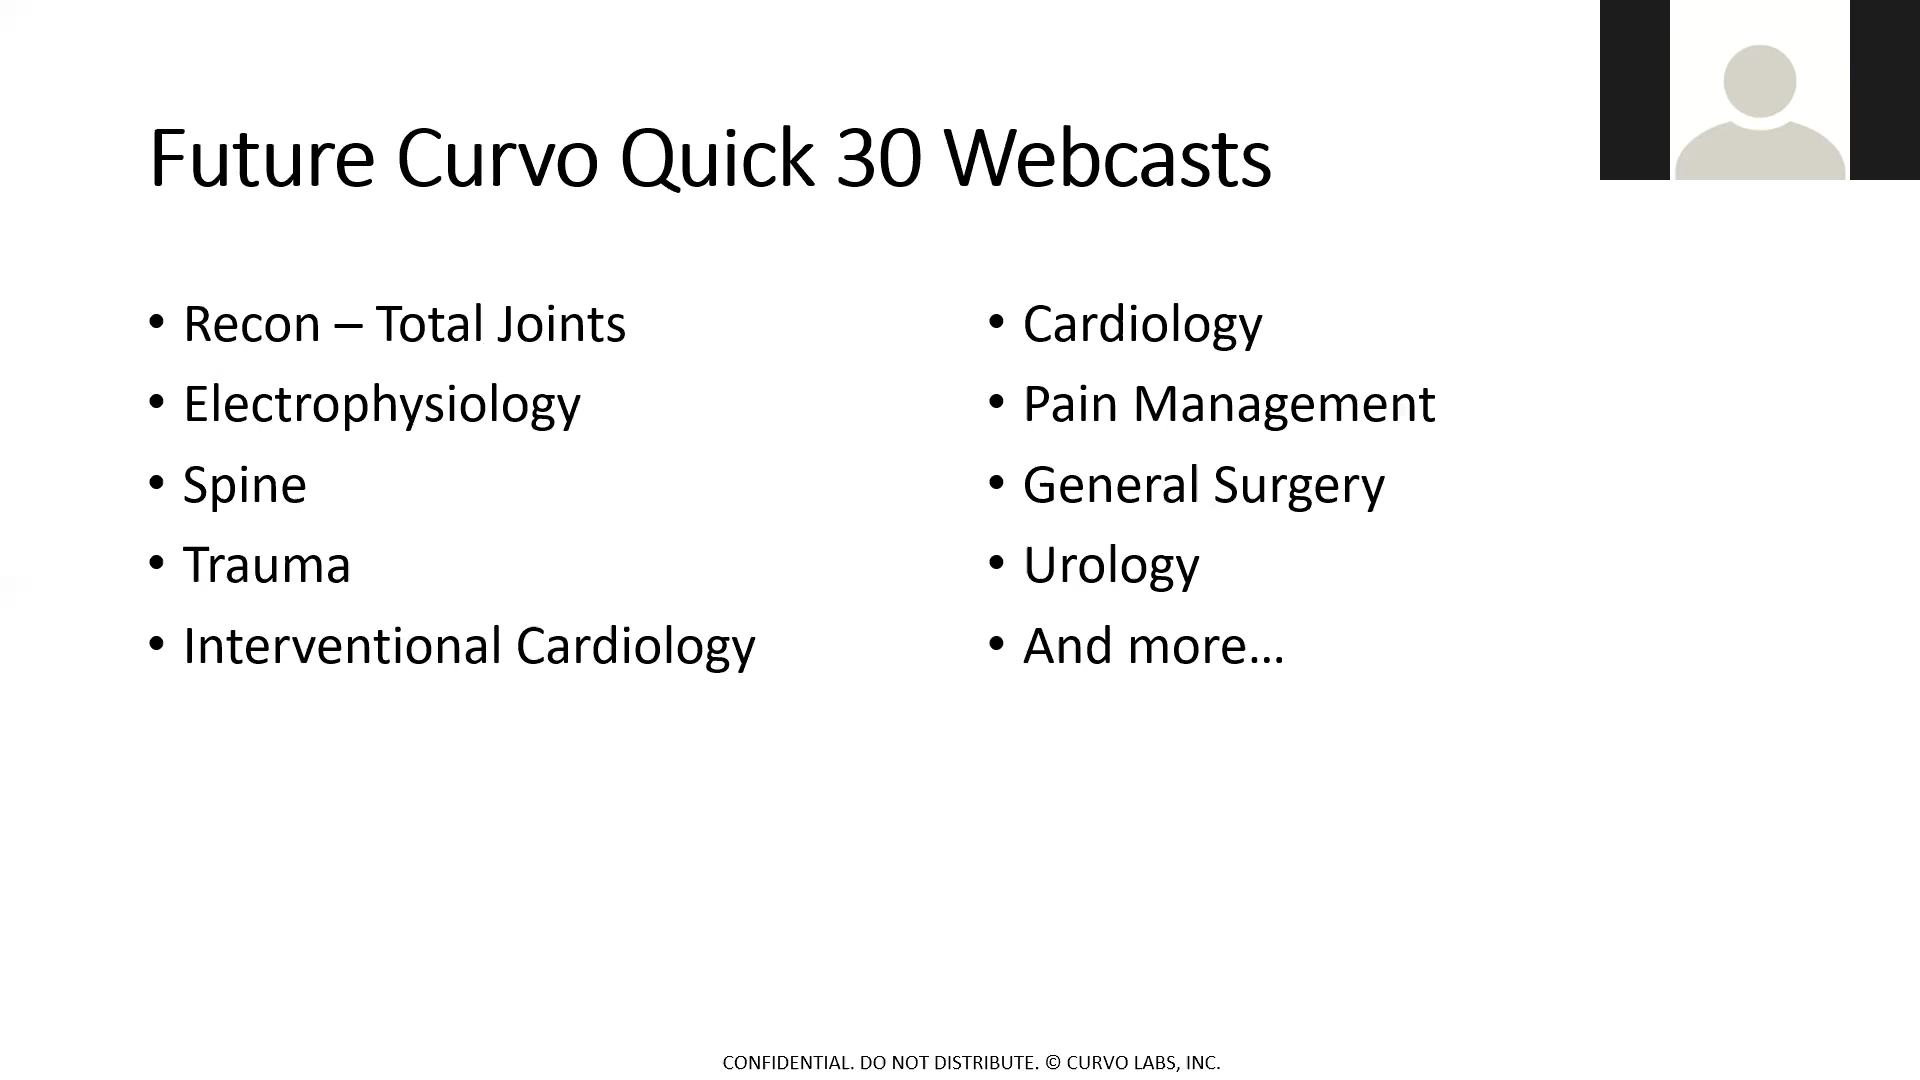 Future Curvo Quick 30 Webcasts
• Recon – Total Joints
• Electrophysiology
• Spine
• Trauma
• Interventional Cardiology
• Cardiology
• Pain Management
• General Surgery
• Urology
• And more…
CONFIDENTIAL. DO NOT DISTRIBUTE. © CURVO LABS, INC.